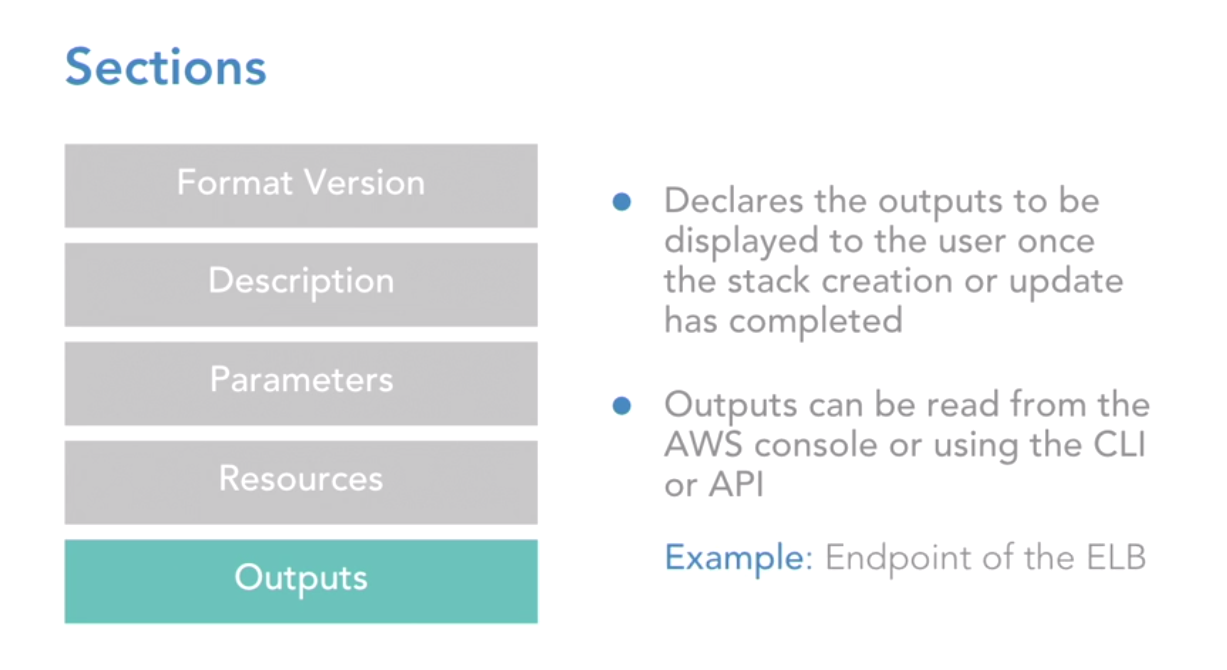 Sections
Format Version
Description
Parameters
Resources
Outputs
Declares the outputs to be
displayed to the user once
the stack creation or update
has completed
Outputs can be read from the
AWS console or using the CLI
or API
Example: Endpoint of the ELB